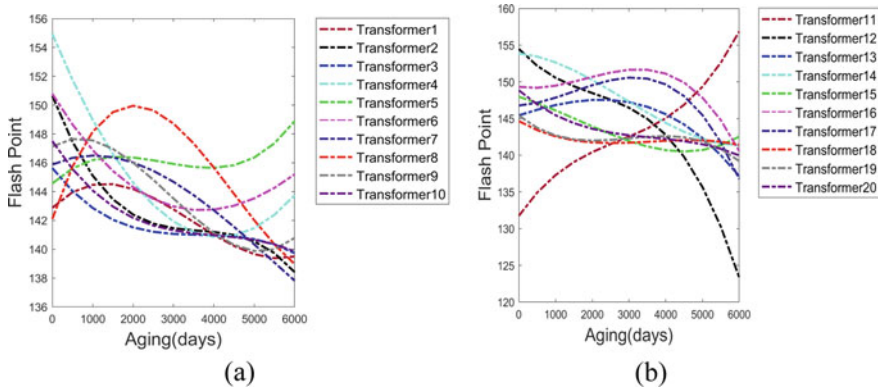 156
154
152
150
148
146
144
142
140
138
136
Flash Point
0 1000 2000 3000 4000 5000 6000
Aging(days)
Transformer1
Transformer2
Transformer3
Transformer4
Transformer5
Transformer6
Transformer7
Transformer8
Transformer9
Transformer10
(a)
160
155
150
145
140
135
130
125
120
Flash Point
0 1000 2000 3000 4000 5000 6000
Aging(days)
Transformer11
Transformer12
Transformer13
Transformer14
Transformer15
Transformer16
Transformer17
Transformer18
Transformer19
Transformer20
(b)